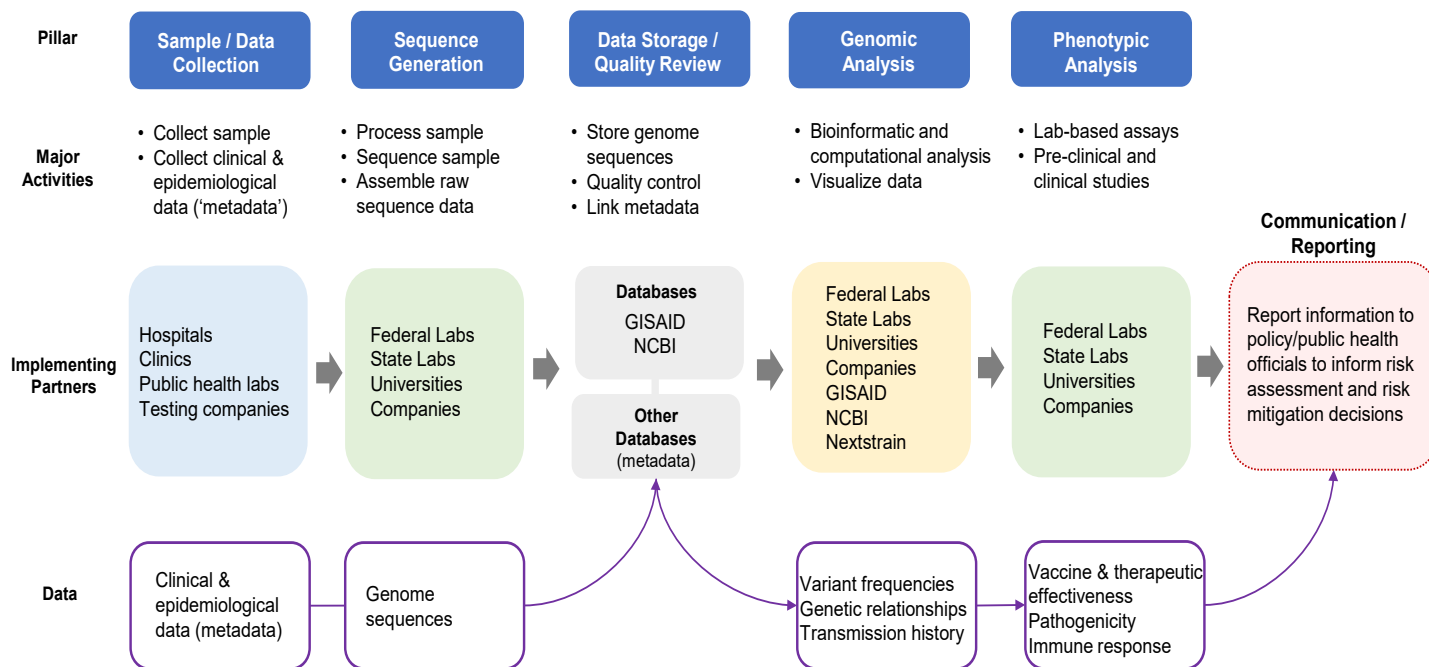 Pillar
Sample / Data
Collection
Sequence
Generation
Data Storage /
Quality Review
Genomic
Analysis
Phenotypic
Analysis
Major
Activities
• Collect sample
• Collect clinical &
epidemiological
data (‘metadata’)
• Process sample
• Sequence sample
• Assemble raw
sequence data
• Store genome
sequences
• Quality control
• Link metadata
• Bioinformatic and
computational analysis
• Visualize data
• Lab-based assays
• Pre-clinical and
clinical studies
Communication /
Reporting
Implementing
Partners
Hospitals
Clinics
Public health labs
Testing companies
Federal Labs
State Labs
Universities
Companies
Databases
GISAID
NCBI
Other
Databases
(metadata)
Federal Labs
State Labs
Universities
Companies
GISAID
NCBI
Nextstrain
Federal Labs
State Labs
Universities
Companies
Report information to
policy/public health
officials to inform risk
assessment and risk
mitigation decisions
Data
Clinical &
epidemiological
data (metadata)
Genome
sequences
Variant frequencies
Genetic relationships
Transmission history
Vaccine & therapeutic
effectiveness
Pathogenicity
Immune response